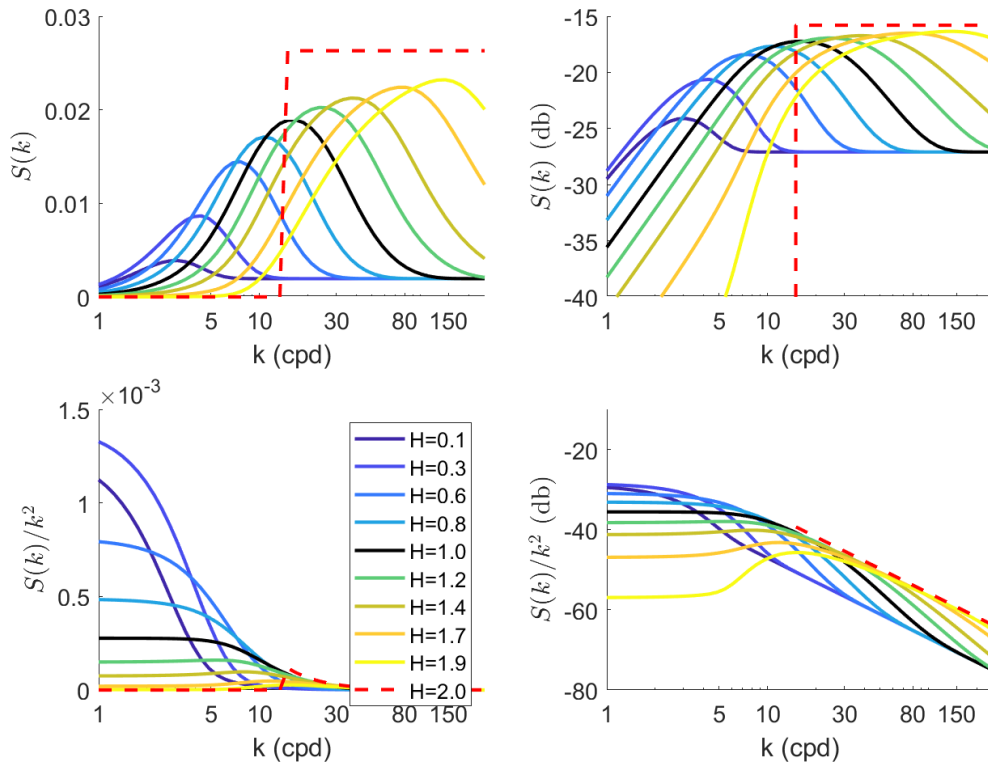 0.03
0.02
0.01
0
S(k)
1 5 10 30 80 150
k (cpd)
-15
-20
-25
-30
-35
-40
S(k) (db)
1 5 10 30 80 150
k (cpd)
×10⁻³
1.5
1
0.5
0
S(k)/k²
1 5 10 30 80 150
k (cpd)
H=0.1
H=0.3
H=0.6
H=0.8
H=1.0
H=1.2
H=1.4
H=1.7
H=1.9
H=2.0
-20
-40
-60
-80
S(k)/k² (db)
1 5 10 30 80 150
k (cpd)